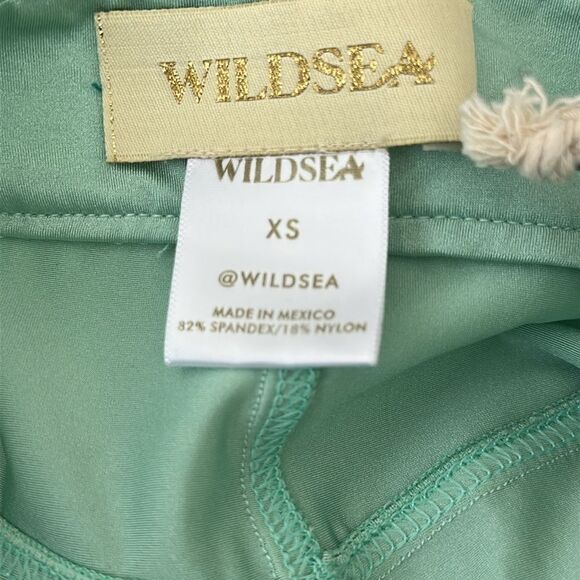 WILDSEA
WILDSEA
XS
@WILDSEA
MADE IN MEXICO
82% SPANDEX/18% NYLON